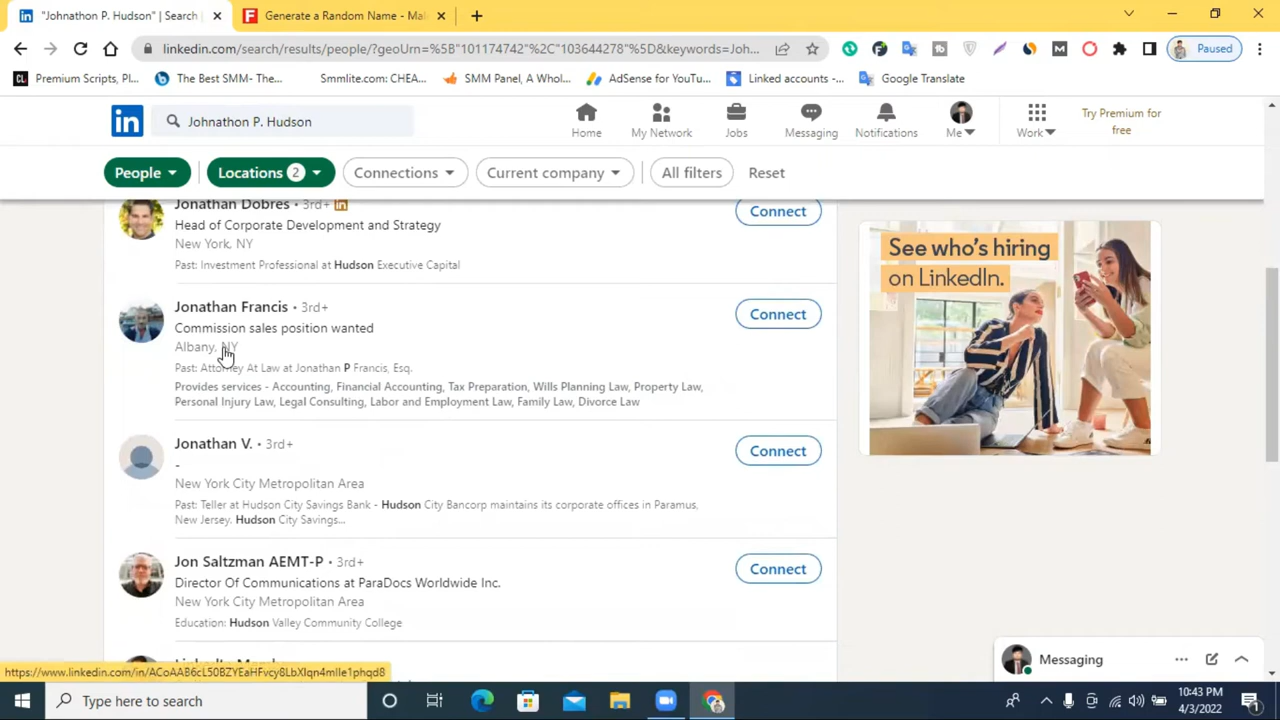 "Johnathon P. Hudson" | Search
Generate a Random Name - Mal
linkedin.com/search/results/people/?geoUrn=%5B"101174742"%2C"103644278"%5D&keywords=Joh...
Paused
Premium Scripts, Pl...
The Best SMM- The...
Smmlite.com: CHEA...
SMM Panel, A Whol...
AdSense for YouTu...
Linked accounts -...
Google Translate
Johnathon P. Hudson
Home
My Network
Jobs
Messaging
Notifications
Me
Work
Try Premium for
free
People
Locations 2
Connections
Current company
All filters
Reset
Jonathan Dobres • 3rd+
Head of Corporate Development and Strategy
New York, NY
Past: Investment Professional at Hudson Executive Capital
Connect
Jonathan Francis • 3rd+
Commission sales position wanted
Albany, NY
Past: Attorney At Law at Jonathan P Francis, Esq.
Provides services - Accounting, Financial Accounting, Tax Preparation, Wills Planning Law, Property Law,
Personal Injury Law, Legal Consulting, Labor and Employment Law, Family Law, Divorce Law
Connect
Jonathan V. • 3rd+
-
New York City Metropolitan Area
Past: Teller at Hudson City Savings Bank - Hudson City Bancorp maintains its corporate offices in Paramus,
New Jersey. Hudson City Savings...
Connect
Jon Saltzman AEMT-P • 3rd+
Director Of Communications at ParaDocs Worldwide Inc.
New York City Metropolitan Area
Education: Hudson Valley Community College
Connect
See who's hiring
on LinkedIn.
Messaging
Type here to search
10:43 PM
4/3/2022